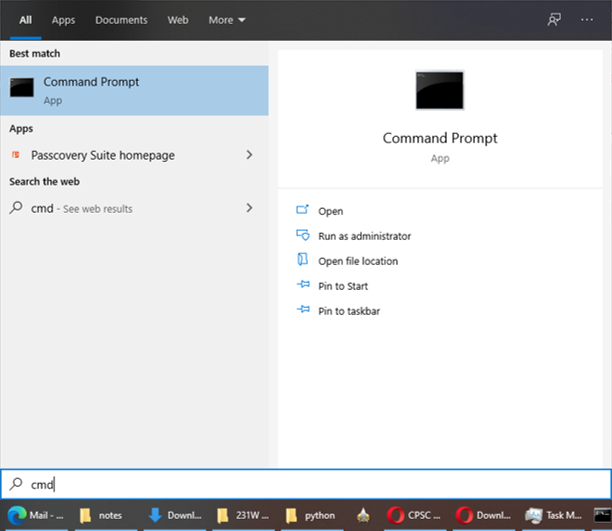 All Apps Documents Web More
Best match
Command Prompt
App
Apps
Passcovery Suite homepage
Search the web
cmd - See web results
Command Prompt
App
Open
Run as administrator
Open file location
Pin to Start
Pin to taskbar
cmd
Mail - ... notes Downl... 231W ... python CPSC ... Downl... Task M...